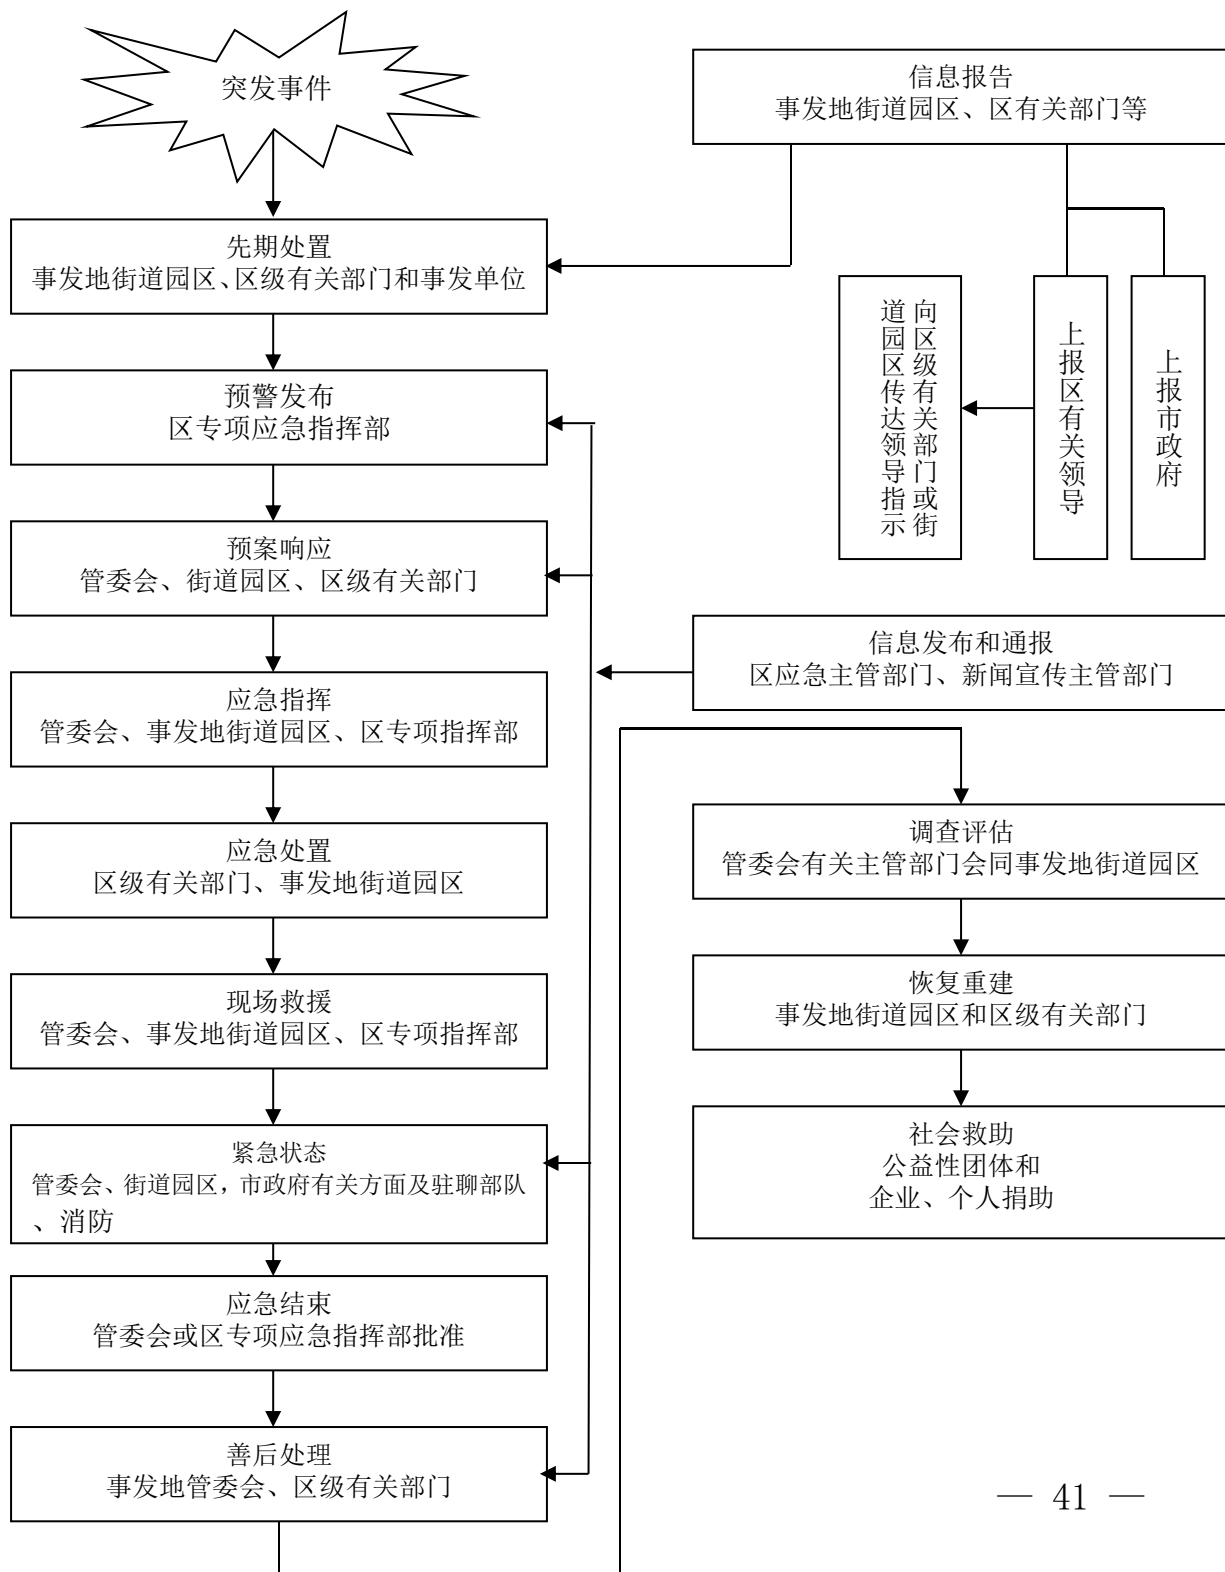 突发事件
信息报告
事发地街道园区、区有关部门等
先期处置
事发地街道园区、区级有关部门和事发单位
向区级有关部门或街
道园区传达领导指示
上报区有关领导
上报市政府
预警发布
区专项应急指挥部
预案响应
管委会、街道园区、区级有关部门
信息发布和通报
区应急主管部门、新闻宣传主管部门
应急指挥
管委会、事发地街道园区、区专项指挥部
应急处置
区级有关部门、事发地街道园区
调查评估
管委会有关主管部门会同事发地街道园区
现场救援
管委会、事发地街道园区、区专项指挥部
恢复重建
事发地街道园区和区级有关部门
紧急状态
管委会、街道园区，市政府有关方面及驻聊部队
、消防
社会救助
公益性团体和
企业、个人捐助
应急结束
管委会或区专项应急指挥部批准
善后处理
事发地管委会、区级有关部门
— 41 —